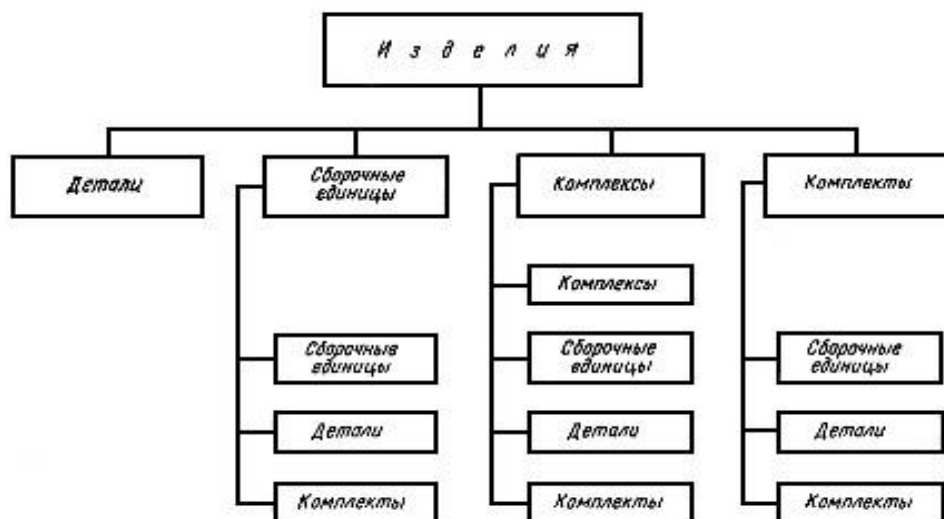 Изделия
Детали
Сборочные
единицы
Комплексы
Комплекты
Комплексы
Сборочные
единицы
Сборочные
единицы
Сборочные
единицы
Детали
Детали
Детали
Комплекты
Комплекты
Комплекты